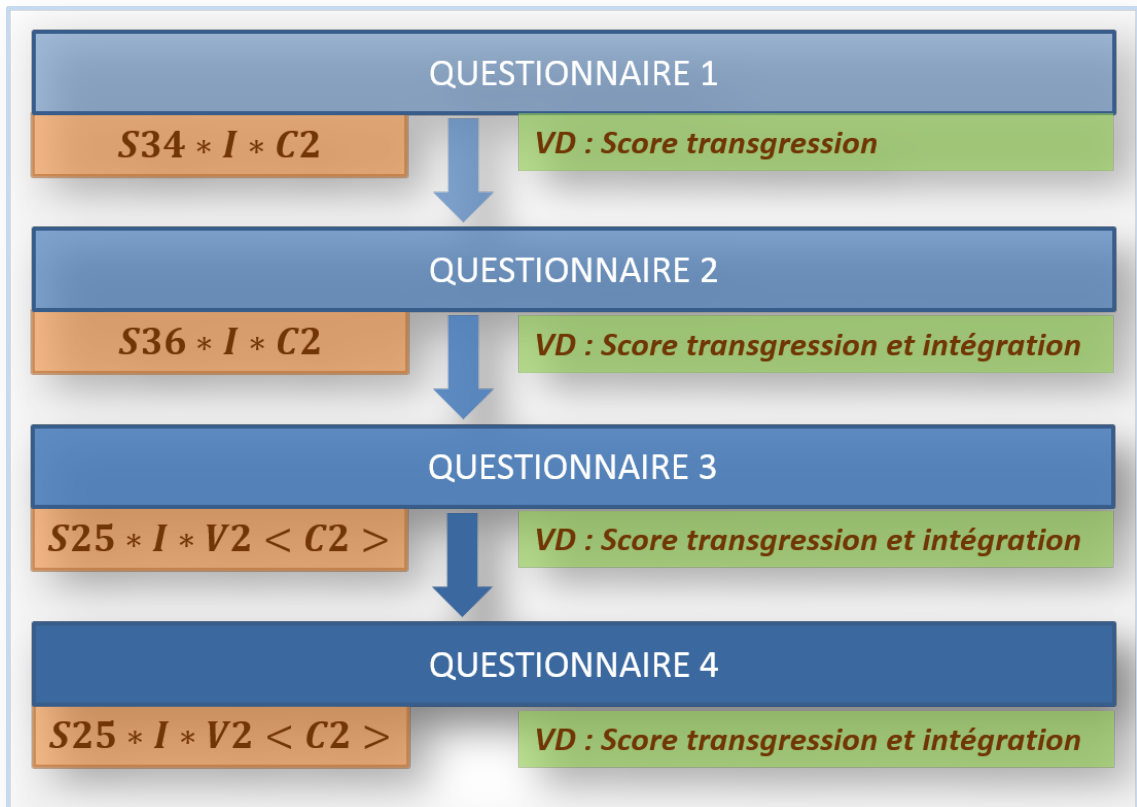 QUESTIONNAIRE 1
S34 ∗ I ∗ C2
VD : Score transgression
QUESTIONNAIRE 2
S36 ∗ I ∗ C2
VD : Score transgression et intégration
QUESTIONNAIRE 3
S25 ∗ I ∗ V2 < C2 >
VD : Score transgression et intégration
QUESTIONNAIRE 4
S25 ∗ I ∗ V2 < C2 >
VD : Score transgression et intégration